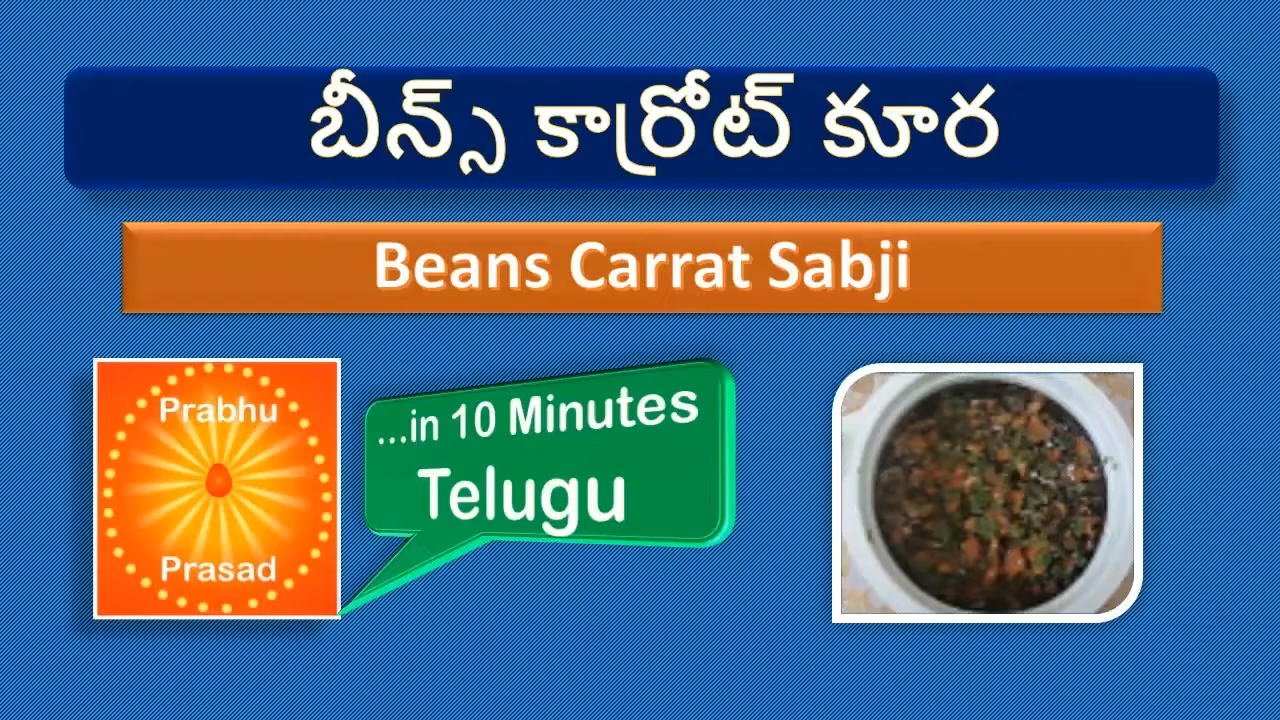 బీన్స్ కార్రోట్ కూర
Beans Carrat Sabji
Prabhu
Prasad
...in 10 Minutes
Telugu